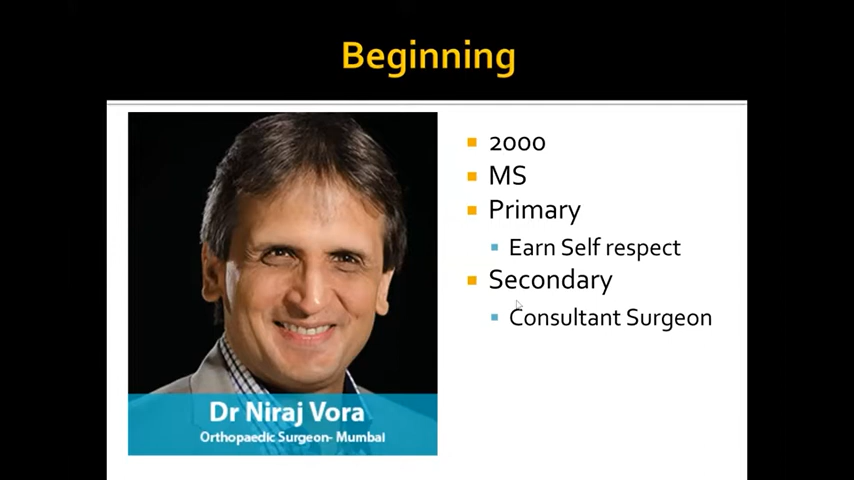 Beginning
2000
MS
Primary
Earn Self respect
Secondary
Consultant Surgeon
Dr Niraj Vora
Orthopaedic Surgeon- Mumbai